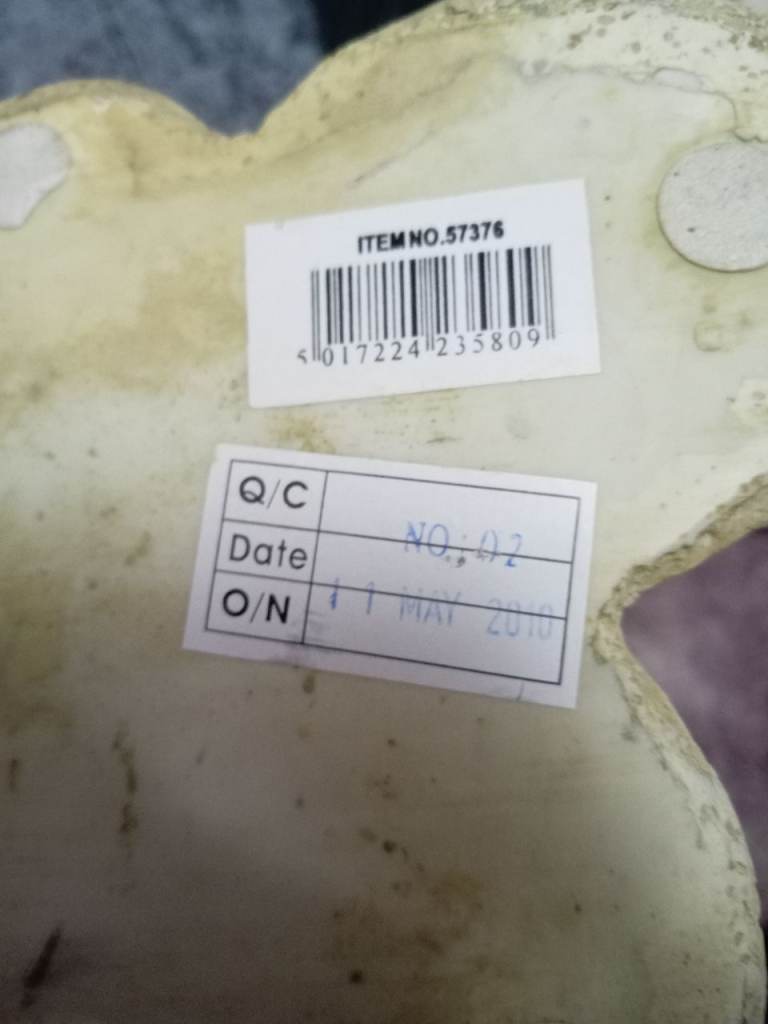 ITEM NO.57376
5 017224 235809
Q/C
NO.: 02
Date
11 MAY 2010
O/N